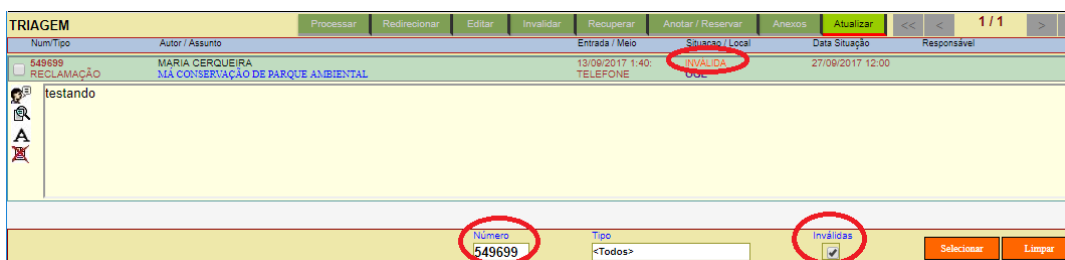 TRIAGEM Processar Redirecionar Editar Invalidar Recuperar Anotar / Reservar Anexos Atualizar << < 1 / 1 >
Num/Tipo Autor / Assunto Entrada / Meio Situacao / Local Data Situação Responsável
549699 MARIA CERQUEIRA 13/09/2017 1:40: INVÁLIDA 27/09/2017 12:00
RECLAMAÇÃO MÁ CONSERVAÇÃO DE PARQUE AMBIENTAL TELEFONE OGE
testando
A
Número Tipo Inválidas
549699 <Todos> Selecionar Limpar